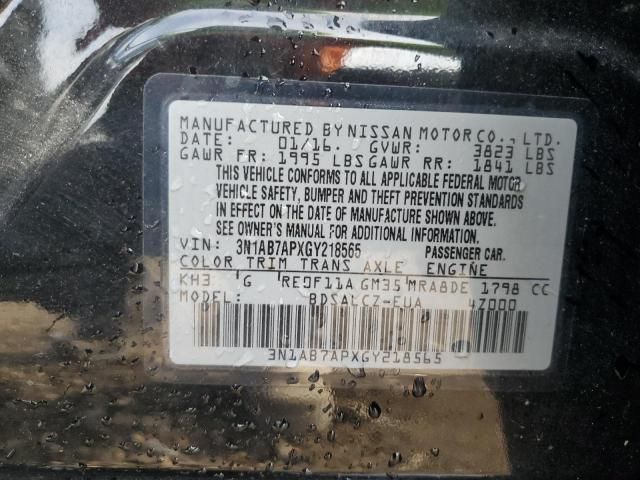 MANUFACTURED BY NISSAN MOTOR CO., LTD.
DATE: 01/16. GVWR: 3823 LBS
GAWR FR: 1995 LBS GAWR RR: 1841 LBS
THIS VEHICLE CONFORMS TO ALL APPLICABLE FEDERAL MOTOR
VEHICLE SAFETY, BUMPER AND THEFT PREVENTION STANDARDS
IN EFFECT ON THE DATE OF MANUFACTURE SHOWN ABOVE.
SEE OWNER'S MANUAL FOR ADDITIONAL INFORMATION.
VIN: 3N1AB7APXGY218565 PASSENGER CAR.
COLOR TRIM TRANS AXLE ENGINE
KH3 G RE0F11A GM35 MRA8DE 1798 CC
MODEL: BDSALCZ-EUA 4Z000
3N1AB7APXGY218565